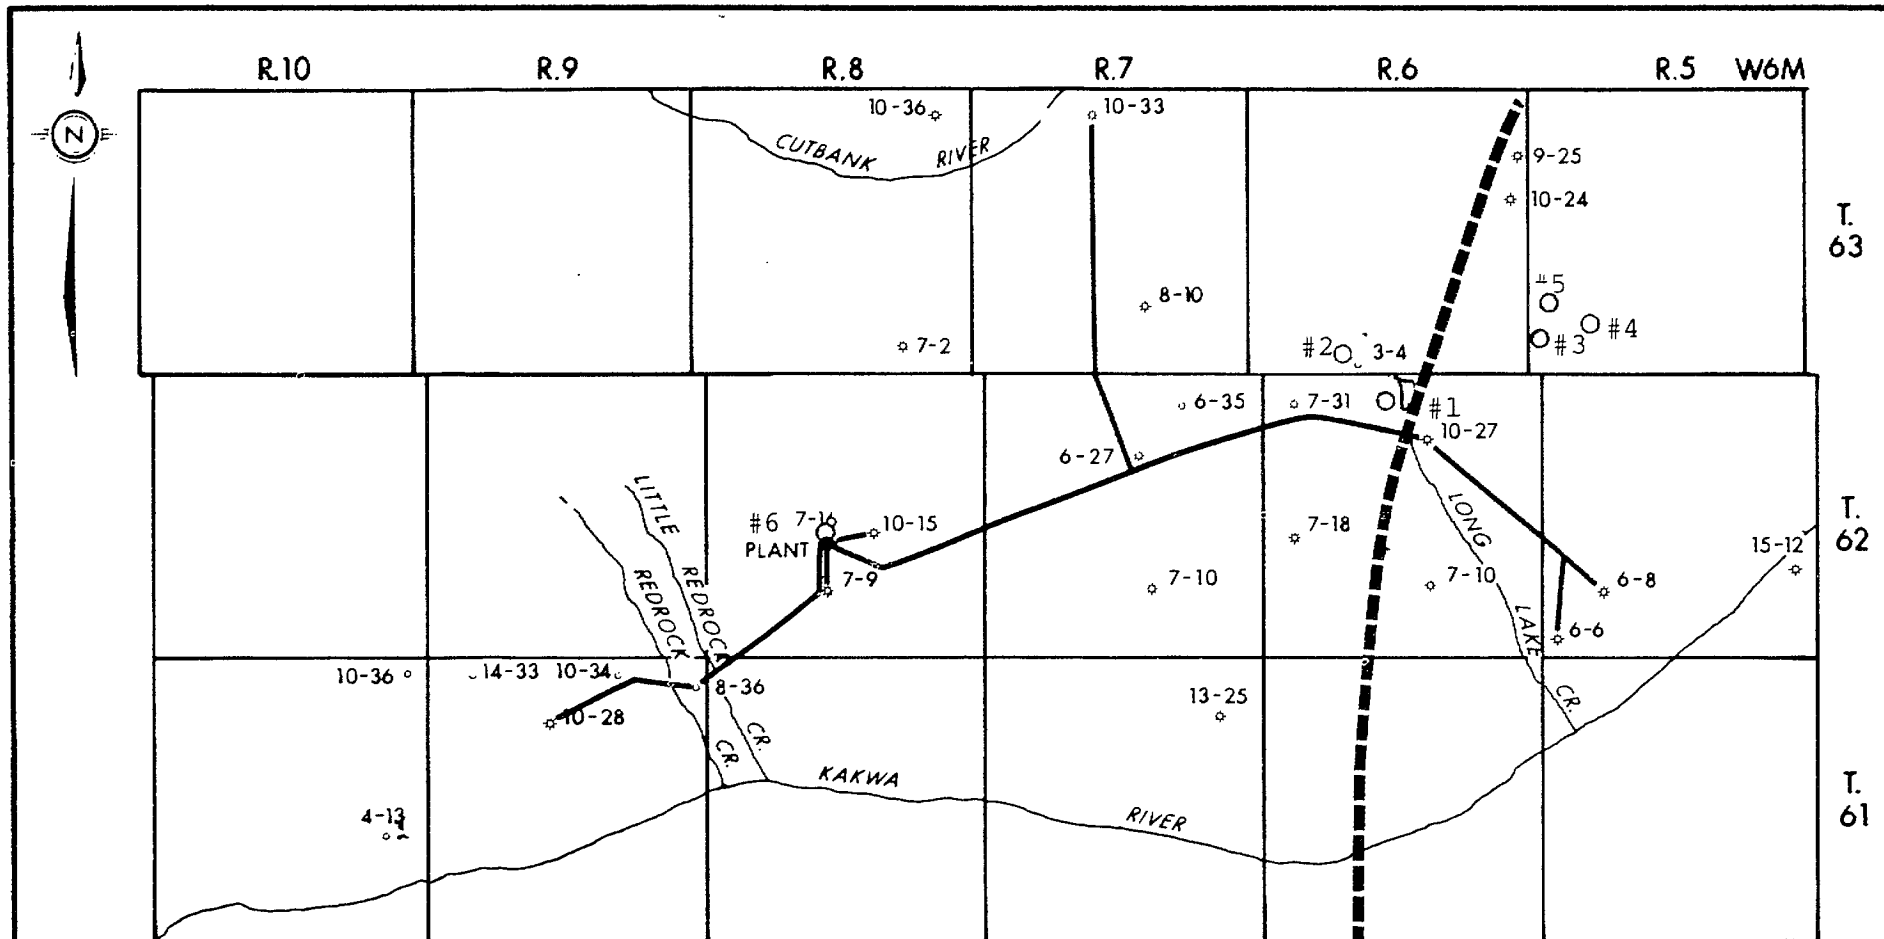 R.10 R.9 R.8 R.7 R.6 R.5 W6M
N
10-36 10-33
CUTBANK RIVER
9-25
10-24
T.
63
#5
8-10
#4
#3
7-2
#2 3-4
6-35 7-31 #1
10-27
6-27
LITTLE REDROCK CR.
REDROCK CR.
LONG LAKE CR.
#6 7-16 10-15
PLANT
7-18
T.
62
15-12
7-9 7-10 7-10 6-8
6-6
10-36 14-33 10-34 8-36
13-25
10-28
KAKWA RIVER
T.
61
4-13